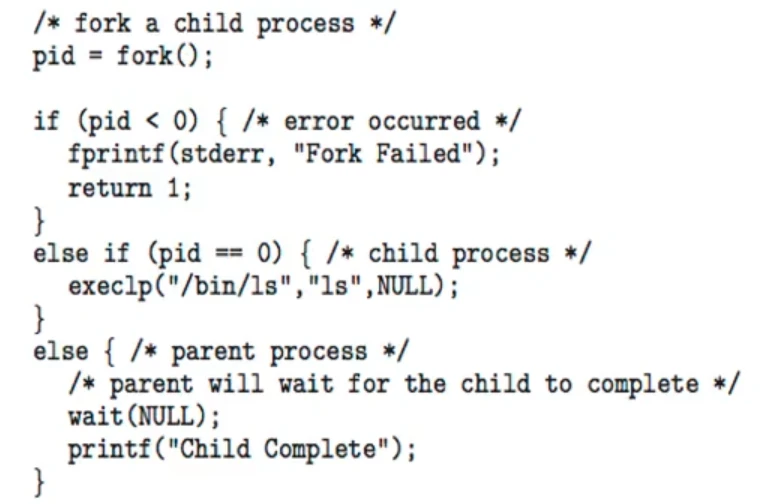 /* fork a child process */
pid = fork();
if (pid < 0) { /* error occurred */
fprintf(stderr, "Fork Failed");
return 1;
}
else if (pid == 0) { /* child process */
execlp("/bin/ls","ls",NULL);
}
else { /* parent process */
/* parent will wait for the child to complete */
wait(NULL);
printf("Child Complete");
}